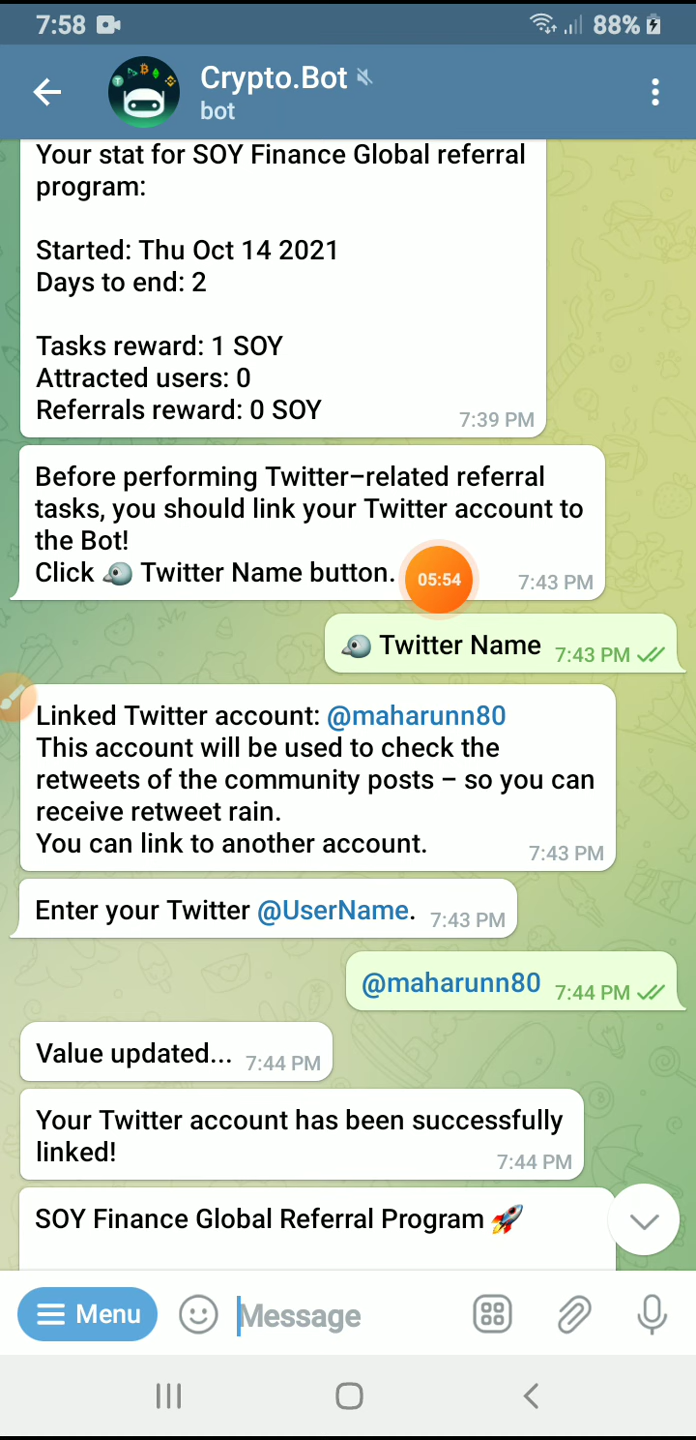 7:58
88%
Crypto.Bot
bot
Your stat for SOY Finance Global referral
program:
Started: Thu Oct 14 2021
Days to end: 2
Tasks reward: 1 SOY
Attracted users: 0
Referrals reward: 0 SOY
7:39 PM
Before performing Twitter-related referral
tasks, you should link your Twitter account to
the Bot!
Click 🐦 Twitter Name button.
05:54
7:43 PM
🐦 Twitter Name 7:43 PM
Linked Twitter account: @maharunn80
This account will be used to check the
retweets of the community posts – so you can
receive retweet rain.
You can link to another account.
7:43 PM
Enter your Twitter @UserName. 7:43 PM
@maharunn80 7:44 PM
Value updated... 7:44 PM
Your Twitter account has been successfully
linked!
7:44 PM
SOY Finance Global Referral Program 🚀
Menu
Message